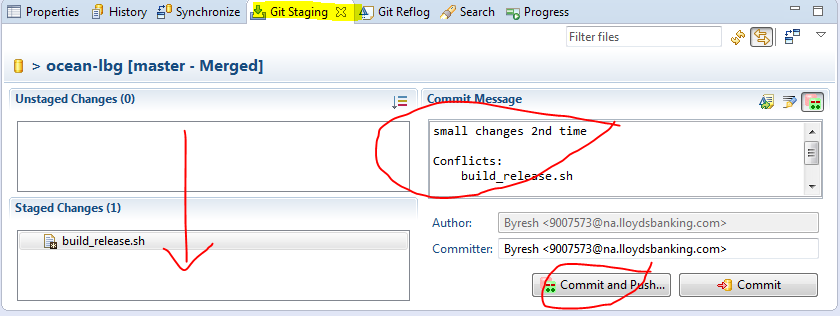 Properties History Synchronize Git Staging Git Reflog Search Progress
Filter files
> ocean-lbg [master - Merged]
Unstaged Changes (0)
Commit Message
small changes 2nd time
Conflicts:
build_release.sh
Staged Changes (1)
build_release.sh
Author: Byresh <9007573@na.lloydsbanking.com>
Committer: Byresh <9007573@na.lloydsbanking.com>
Commit and Push... Commit